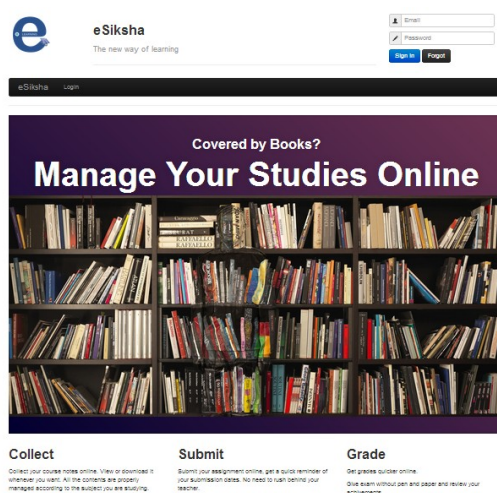 eSiksha
The new way of learning
Email
Password
Sign in
Forgot
eSiksha
Login
Covered by Books?
Manage Your Studies Online
RAFFAELLO
Collect
Collect your course notes online. View or download it
whenever you want. All the contents are properly
managed according to the subject you are studying.
Submit
Submit your assignment online, get a quick reminder of
your submission dates. No need to rush behind your
teacher.
Grade
Get grades quicker online.
Give exam without pen and paper and review your
achievements